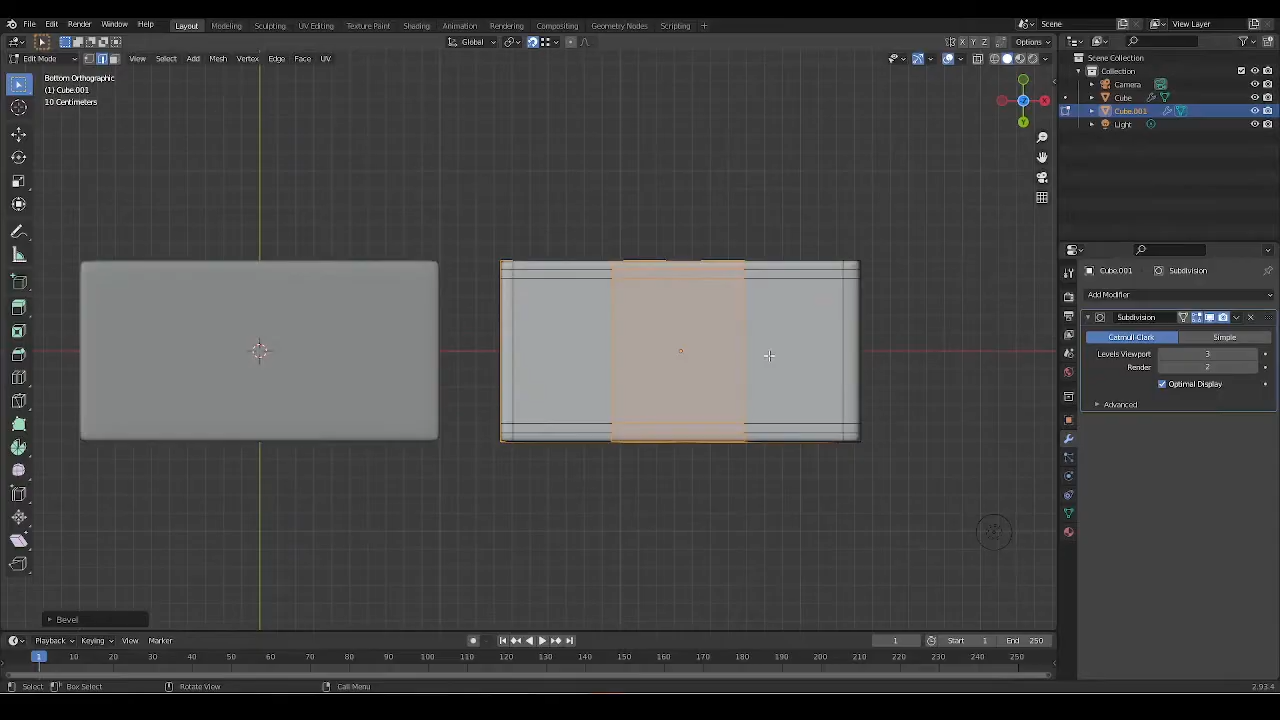 File Edit Render Window Help Layout Modeling Sculpting UV Editing Texture Paint Shading Animation Rendering Compositing Geometry Nodes Scripting + Scene View Layer
Global Options
Edit Mode View Select Add Mesh Vertex Edge Face UV X Y Z
Bottom Orthographic
(1) Cube.001
10 Centimeters
Scene Collection
Collection
Camera
Cube
Cube.001
Light
X
Z
Y
Cube.001 Subdivision
Add Modifier
Subdivision
Catmull Clark Simple
Levels Viewport 3
Render 2
Optimal Display
Advanced
Bevel
Playback Keying View Marker 1 Start 1 End 250
1 10 20 30 40 50 60 70 80 90 100 110 120 130 140 150 160 170 180 190 200 210 220 230 240 250
Select Box Select Rotate View Call Menu 2.93.4